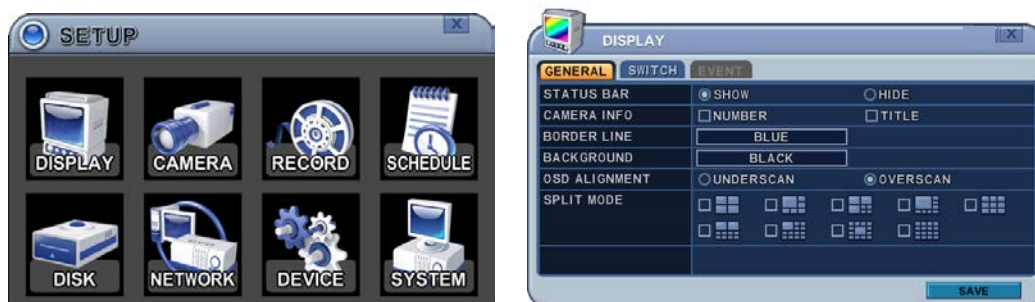 SETUP
X
DISPLAY CAMERA RECORD SCHEDULE
DISK NETWORK DEVICE SYSTEM
DISPLAY
X
GENERAL SWITCH EVENT
STATUS BAR SHOW HIDE
CAMERA INFO NUMBER TITLE
BORDER LINE BLUE
BACKGROUND BLACK
OSD ALIGNMENT UNDERSCAN OVERSCAN
SPLIT MODE
SAVE